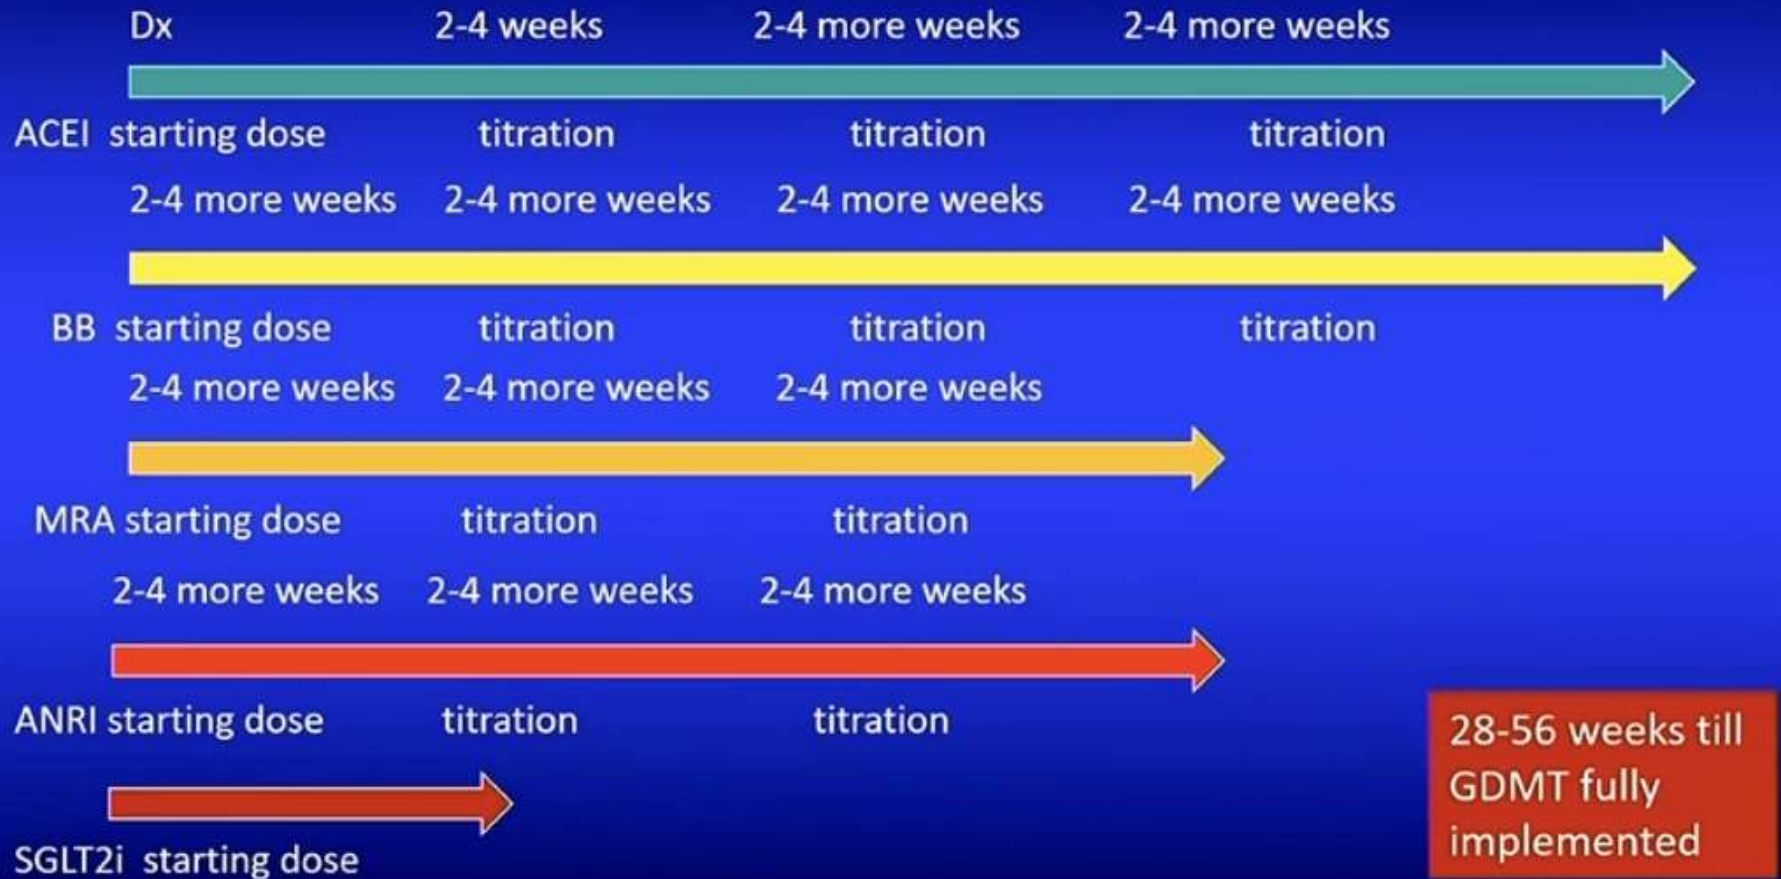 Dx 2-4 weeks 2-4 more weeks 2-4 more weeks
ACEI starting dose titration titration titration
2-4 more weeks 2-4 more weeks 2-4 more weeks 2-4 more weeks
BB starting dose titration titration titration
2-4 more weeks 2-4 more weeks 2-4 more weeks
MRA starting dose titration titration
2-4 more weeks 2-4 more weeks 2-4 more weeks
ANRI starting dose titration titration
SGLT2i starting dose
28-56 weeks till
GDMT fully
implemented